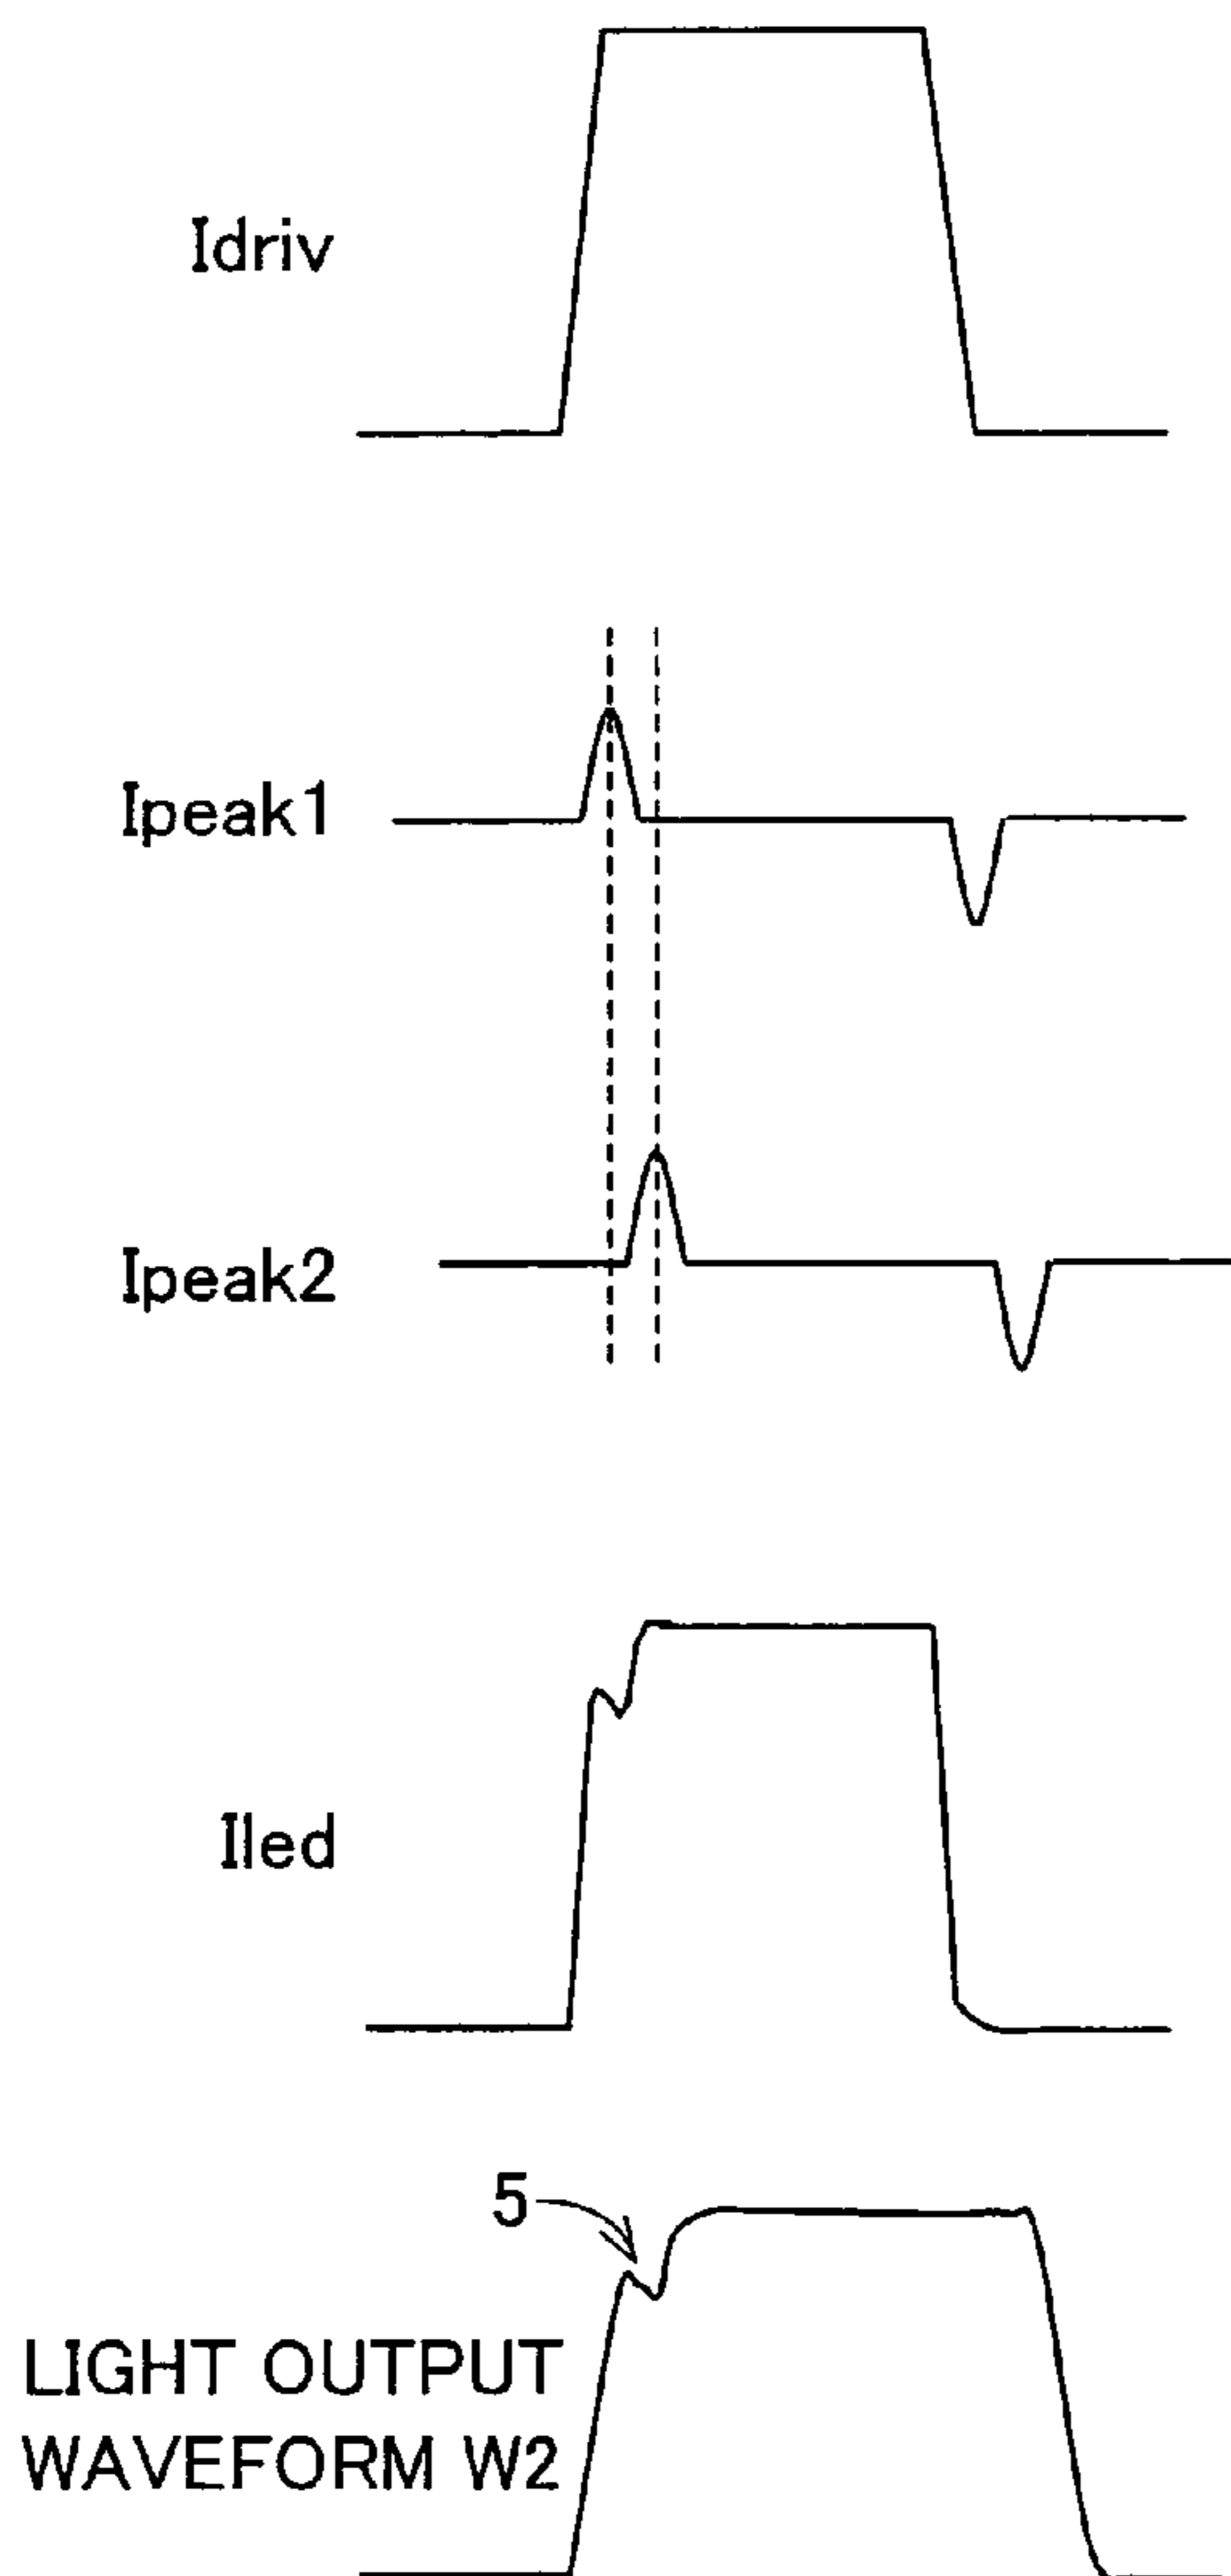 Idriv
Ipeak1
Ipeak2
Iled
5
LIGHT OUTPUT
WAVEFORM W2